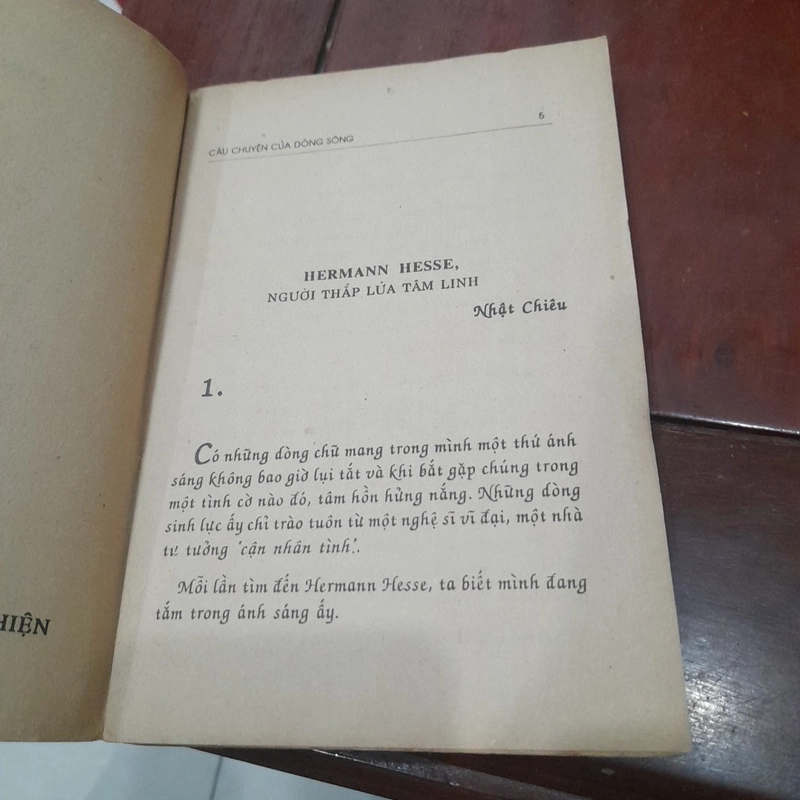 HIỆN
CÂU CHUYỆN CỦA DÒNG SÔNG
6
HERMANN HESSE,
NGƯỜI THẮP LỬA TÂM LINH
Nhật Chiêu
1.
Có những dòng chữ mang trong mình một thứ ánh
sáng không bao giờ lụi tắt và khi bắt gặp chúng trong
một tình cờ nào đó, tâm hồn hửng nắng. Những dòng
sinh lực ấy chỉ trào tuôn từ một nghệ sĩ vĩ đại, một nhà
tư tưởng "cận nhân tình".
Mỗi lần tìm đến Hermann Hesse, ta biết mình đang
tắm trong ánh sáng ấy.